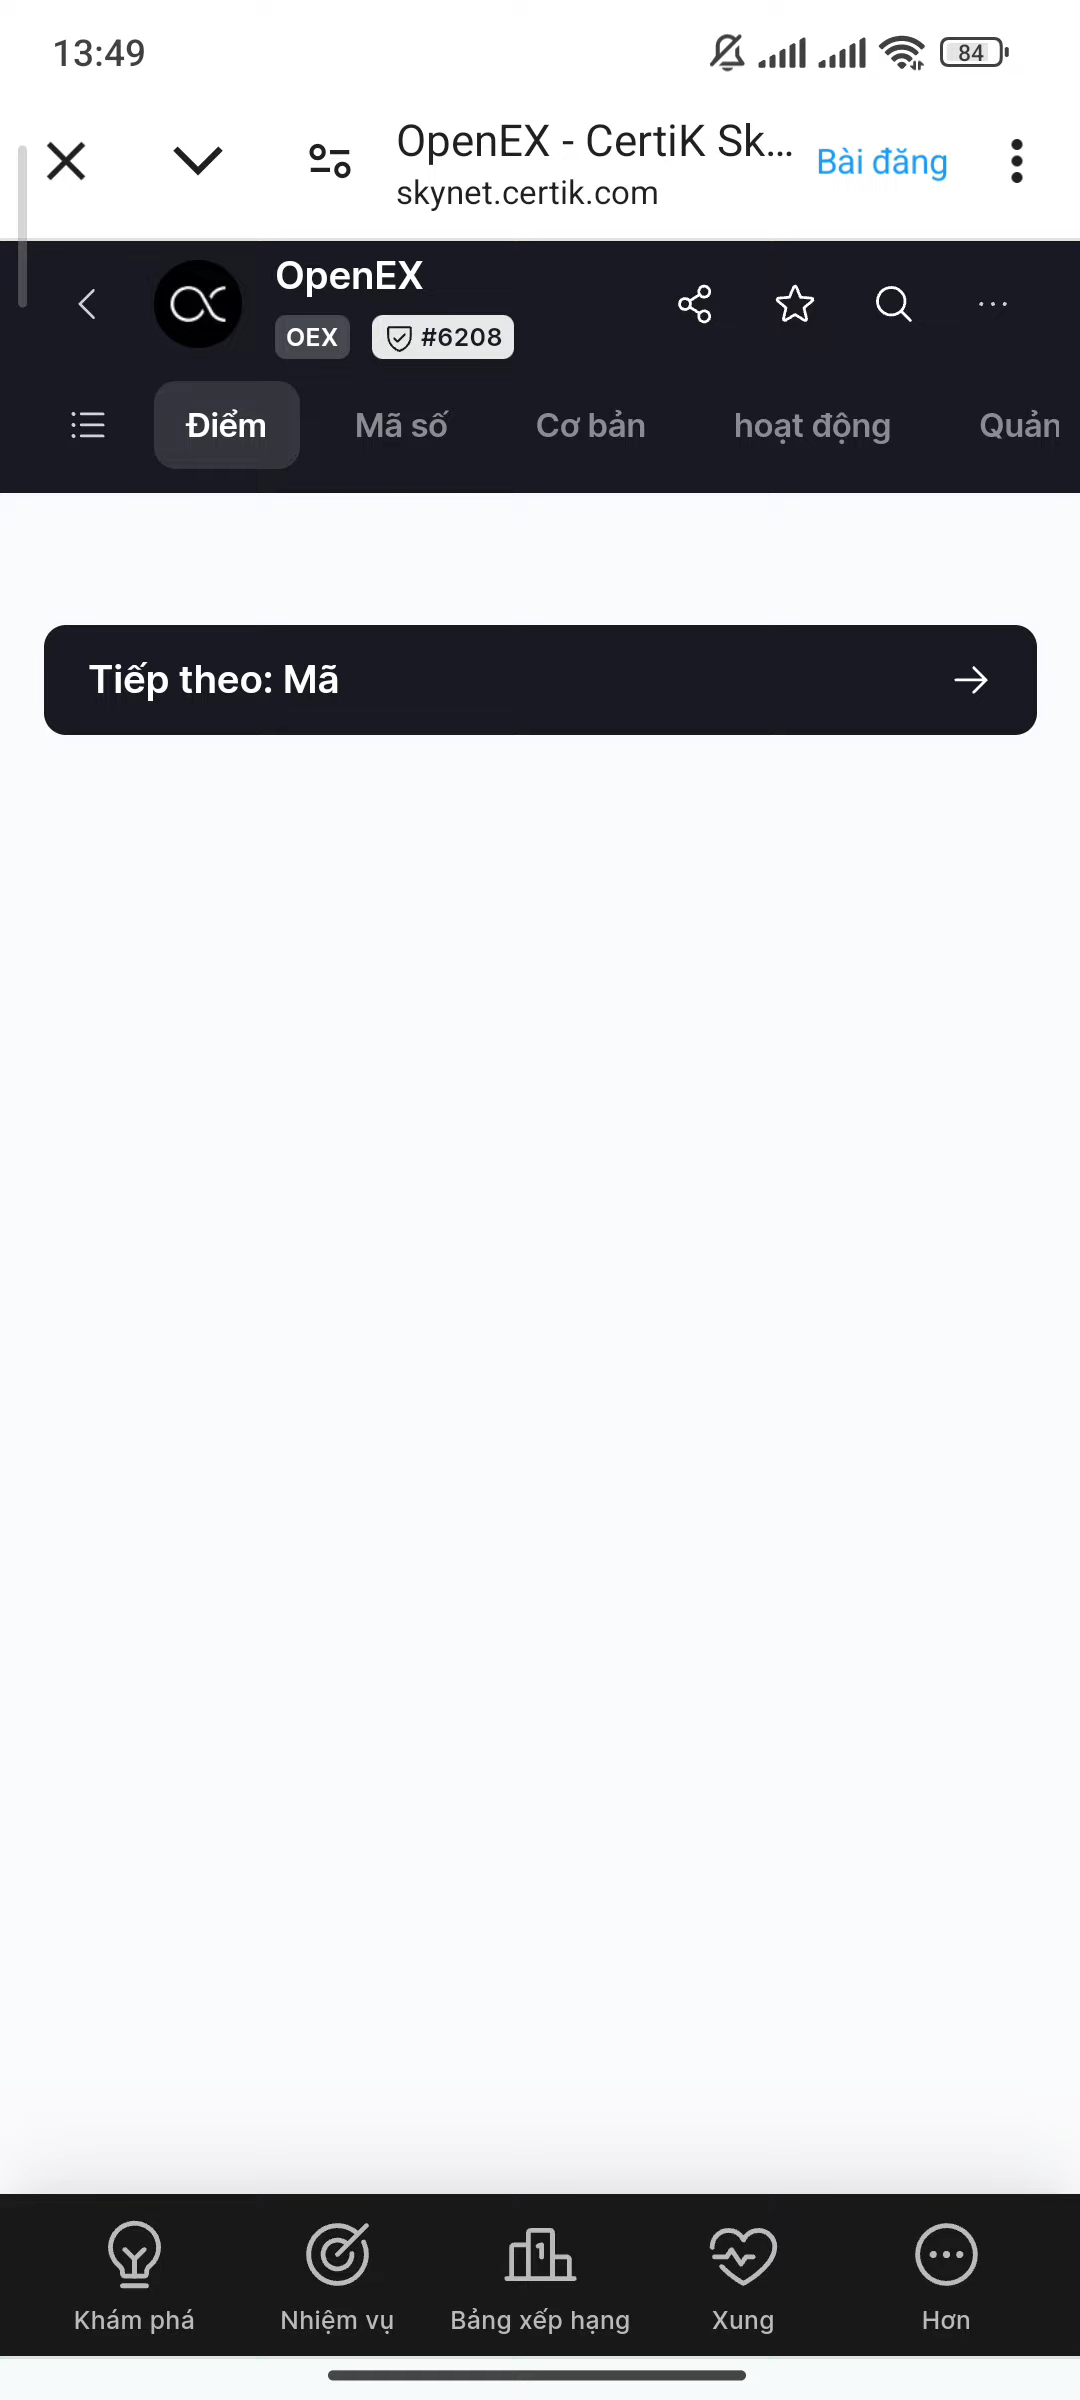 13:49
84
OpenEX - CertiK Sk...
skynet.certik.com
Bài đăng
OpenEX
OEX
#6208
Điểm
Mã số
Cơ bản
hoạt động
Quản
Tiếp theo: Mã
Khám phá
Nhiệm vụ
Bảng xếp hạng
Xung
Hơn